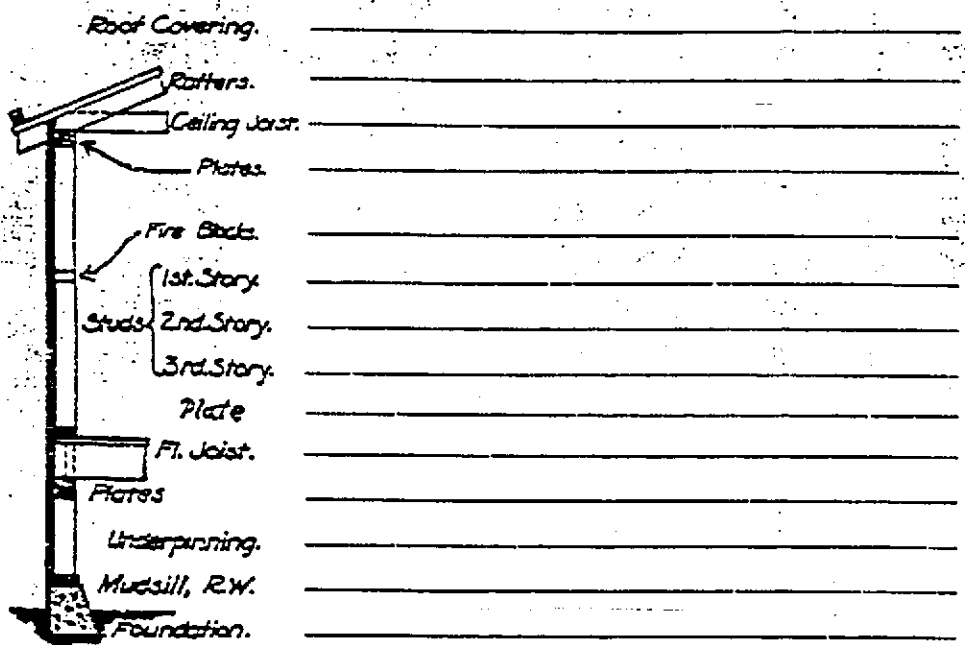 Roof Covering.
Rafters.
Ceiling Joist.
Plates.
Fire Blocks.
1st. Story.
Studs 2nd. Story.
3rd. Story.
Plate
Fl. Joist.
Plates
Underpinning.
Mudsill, R.W.
Foundation.